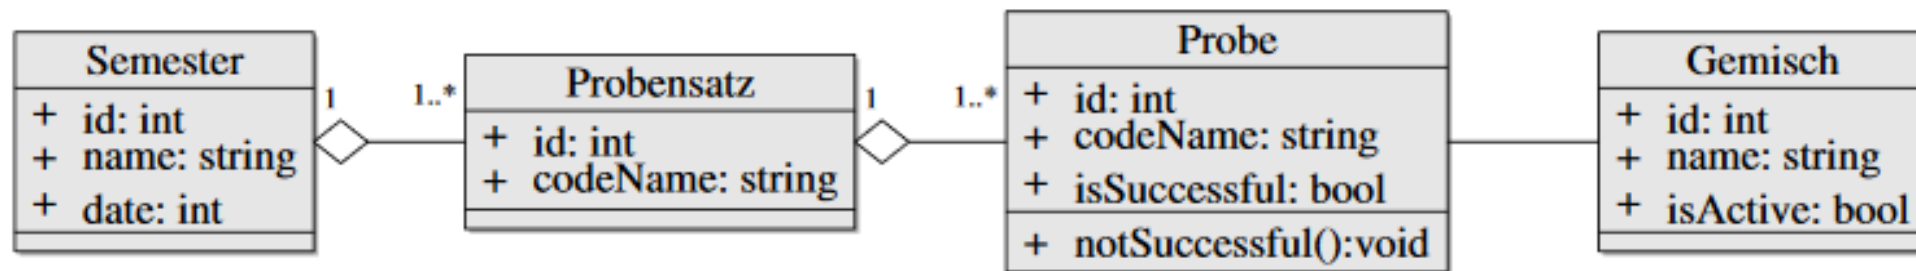 Semester
+ id: int
+ name: string
+ date: int
1
1..*
Probensatz
+ id: int
+ codeName: string
1
1..*
Probe
+ id: int
+ codeName: string
+ isSuccessful: bool
+ notSuccessful():void
Gemisch
+ id: int
+ name: string
+ isActive: bool